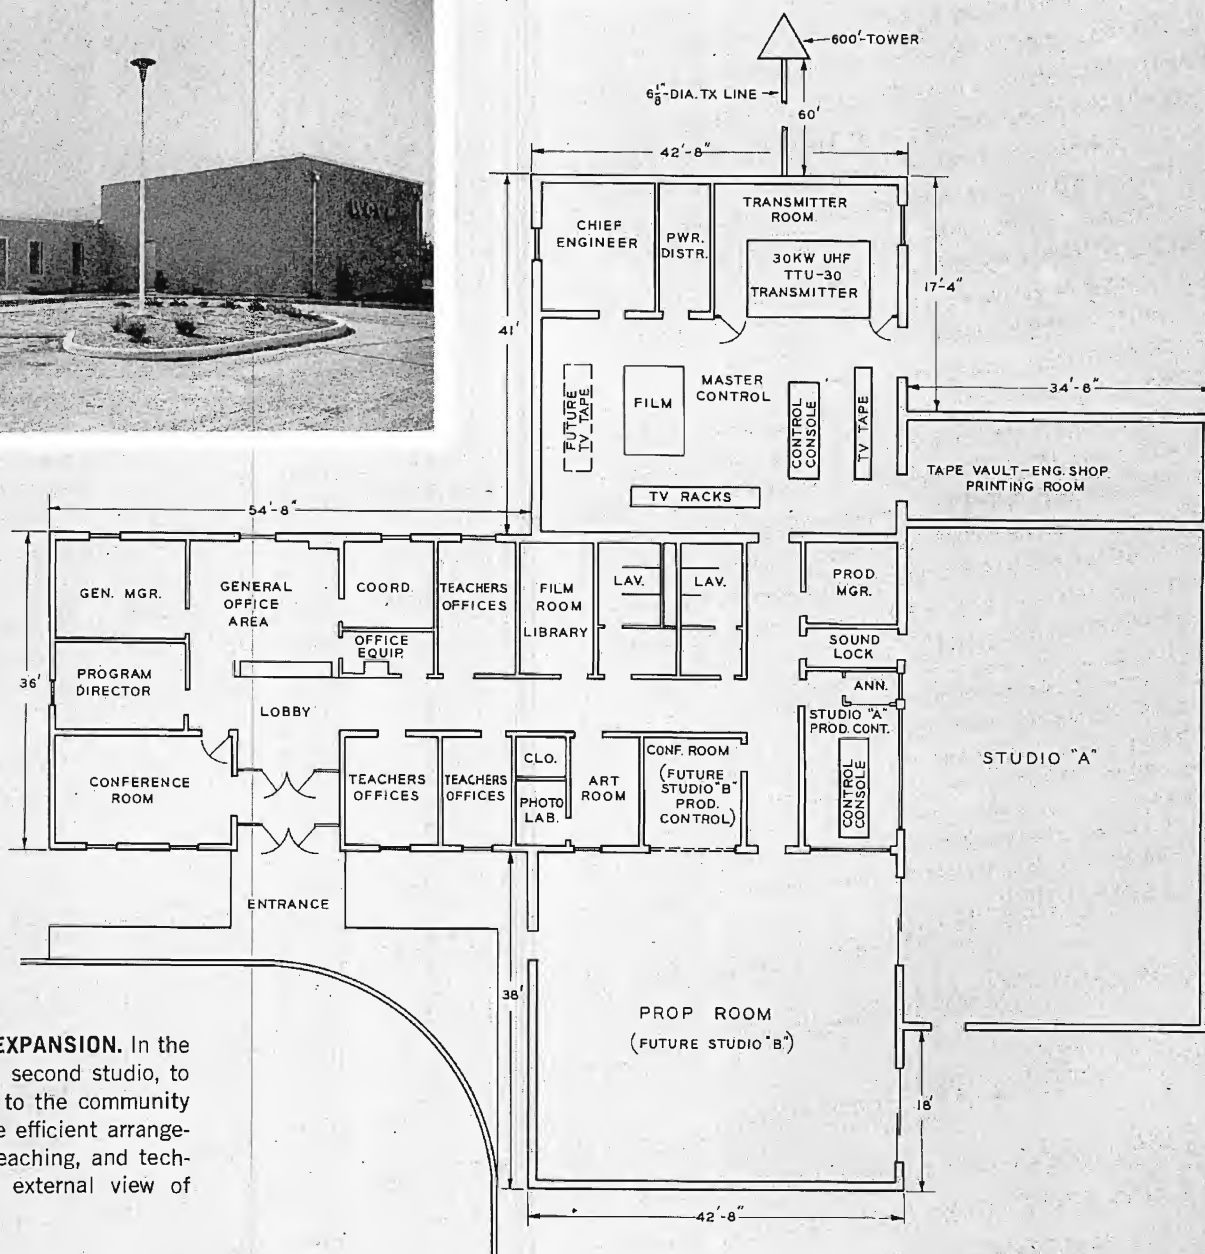 600'-TOWER
6 1/8"-DIA. TX LINE
60'
42'-8"
CHIEF
ENGINEER
PWR.
DISTR.
TRANSMITTER
ROOM
30KW UHF
TTU-30
TRANSMITTER
17'-4"
41'
34'-8"
FUTURE
TV TAPE
FILM
MASTER
CONTROL
CONTROL
CONSOLE
TV TAPE
TV RACKS
TAPE VAULT-ENG. SHOP
PRINTING ROOM
54'-8"
36'
GEN. MGR.
GENERAL
OFFICE
AREA
COORD.
OFFICE
EQUIP.
TEACHERS
OFFICES
FILM
ROOM
LIBRARY
LAV.
LAV.
PROD.
MGR.
SOUND
LOCK
ANN.
STUDIO "A"
PROD. CONT.
CONTROL
CONSOLE
STUDIO "A"
PROGRAM
DIRECTOR
LOBBY
CONFERENCE
ROOM
TEACHERS
OFFICES
TEACHERS
OFFICES
CLO.
PHOTO
LAB.
ART
ROOM
CONF. ROOM
(FUTURE
STUDIO "B"
PROD.
CONTROL)
ENTRANCE
38'
PROP ROOM
(FUTURE STUDIO "B")
18'
42'-8"
EXPANSION. In the
second studio, to
to the community
e efficient arrange-
eaching, and tech-
external view of